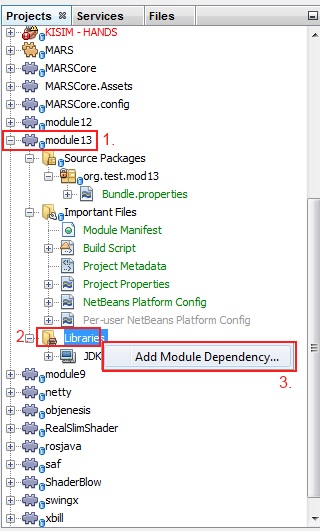 Projects Services Files
KISIM - HANDS
MARS
MARSCore
MARSCore.Assets
MARSCore.config
module12
module13 1.
Source Packages
org.test.mod13
Bundle.properties
Important Files
Module Manifest
Build Script
Project Metadata
Project Properties
NetBeans Platform Config
Per-user NetBeans Platform Config
2. Libraries
JDK Add Module Dependency...
module9 3.
netty
objenesis
RealSlimShader
rosjava
saf
ShaderBlow
swingx
xbill